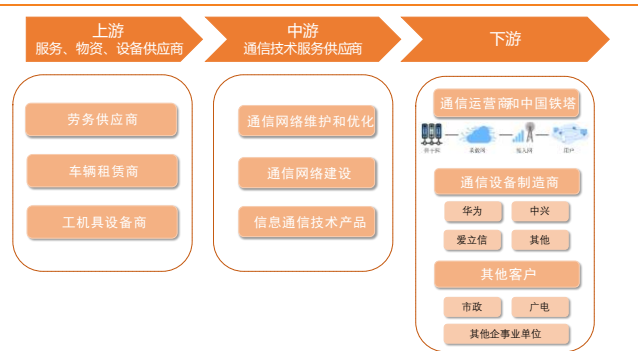 上游
服务、物资、设备供应商
中游
通信技术服务供应商
下游
劳务供应商
车辆租赁商
工机具设备商
通信网络维护和优化
通信网络建设
信息通信技术产品
通信运营商和中国铁塔
接入网
用户
通信设备制造商
华为
中兴
爱立信
其他
其他客户
市政
广电
其他企事业单位